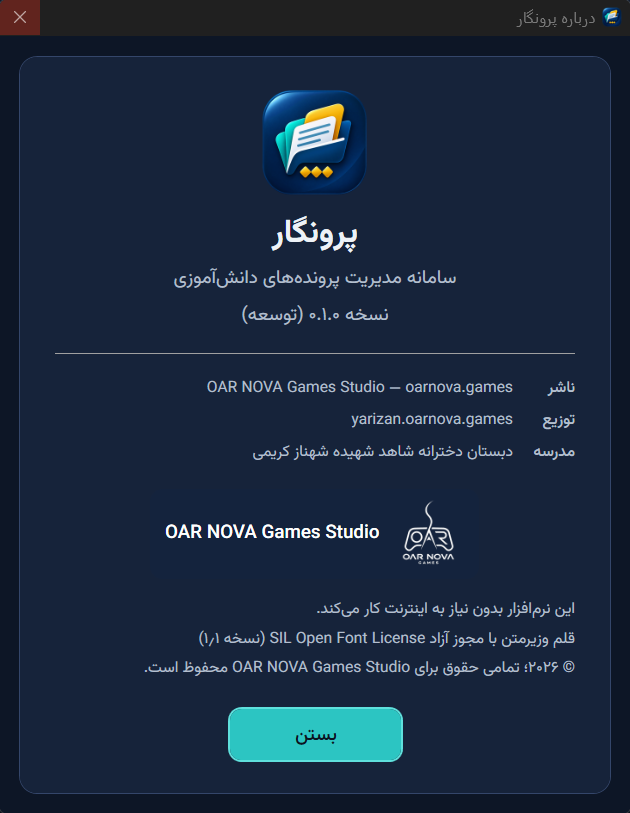 درباره پرونگار
پرونگار
سامانه مدیریت پرونده‌های دانش‌آموزی
نسخه ۰.۱.۰ (توسعه)
ناشر OAR NOVA Games Studio — oarnova.games
توزیع yarizan.oarnova.games
مدرسه دبستان دخترانه شاهد شهیده شهناز کریمی
OAR NOVA Games Studio
OAR
OAR NOVA
GAMES
این نرم‌افزار بدون نیاز به اینترنت کار می‌کند.
قلم وزیرمتن با مجوز آزاد SIL Open Font License (نسخه ۱٫۱)
© ۲۰۲۶؛ تمامی حقوق برای OAR NOVA Games Studio محفوظ است.
بستن